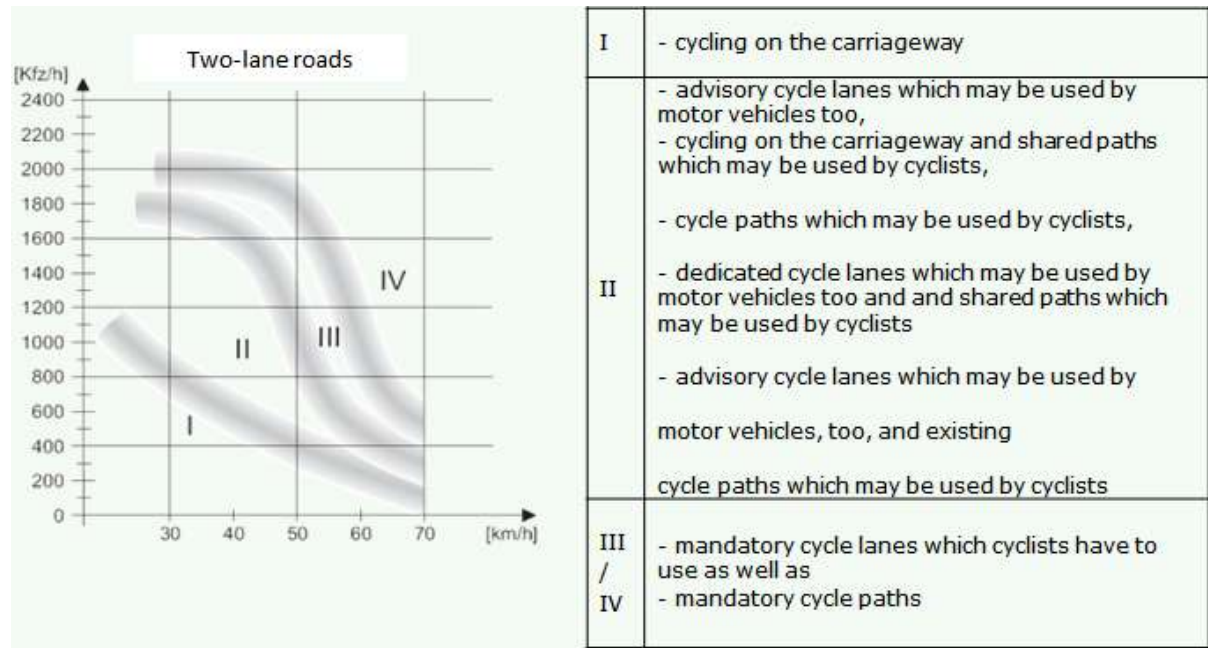 Two-lane roads
[Kfz/h]
2400
2200
2000
1800
1600
1400
1200
1000
800
600
400
200
0
30 40 50 60 70 [km/h]
I
II
III
IV
I
- cycling on the carriageway
II
- advisory cycle lanes which may be used by
motor vehicles too,
- cycling on the carriageway and shared paths
which may be used by cyclists,
- cycle paths which may be used by cyclists,
- dedicated cycle lanes which may be used by
motor vehicles too and and shared paths which
may be used by cyclists
- advisory cycle lanes which may be used by
motor vehicles, too, and existing
cycle paths which may be used by cyclists
III
/
IV
- mandatory cycle lanes which cyclists have to
use as well as
- mandatory cycle paths